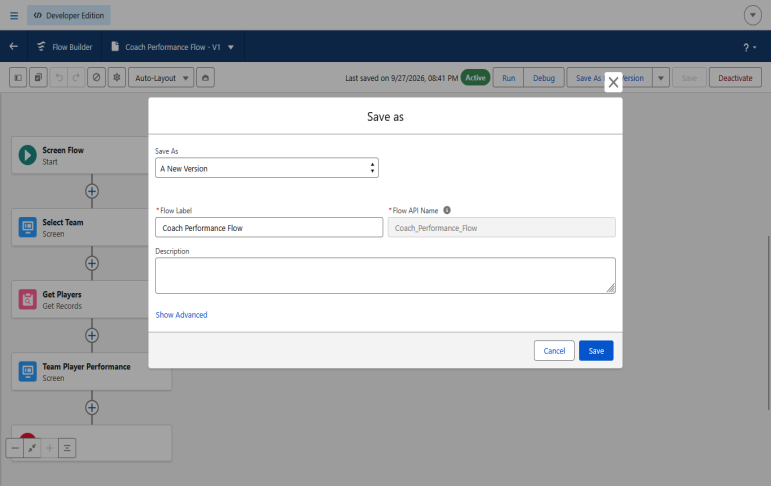 Developer Edition
Flow Builder
Coach Performance Flow - V1
?
Auto-Layout
Last saved on 9/27/2026, 08:41 PM
Active
Run
Debug
Save As
Version
Save
Deactivate
Screen Flow
Start
Select Team
Screen
Get Players
Get Records
Team Player Performance
Screen
Save as
Save As
A New Version
*Flow Label
*Flow API Name
Coach Performance Flow
Coach_Performance_Flow
Description
Show Advanced
Cancel
Save